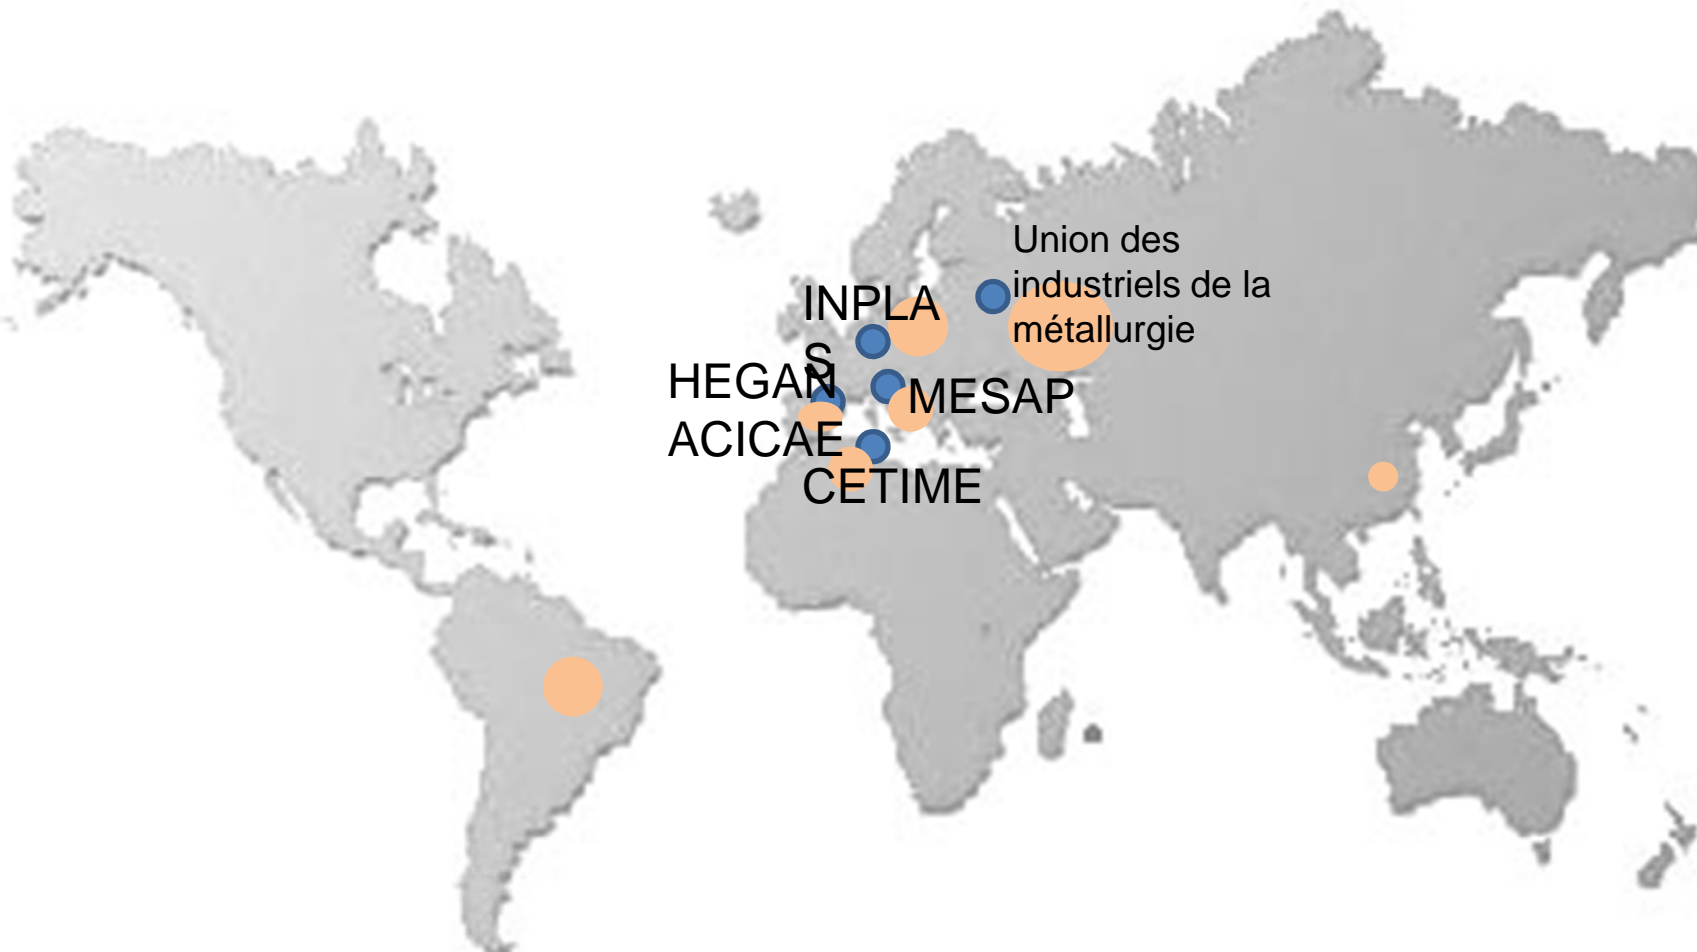 Union des
industriels de la
métallurgie
INPLA
S
HEGAN
ACICAE
MESAP
CETIME